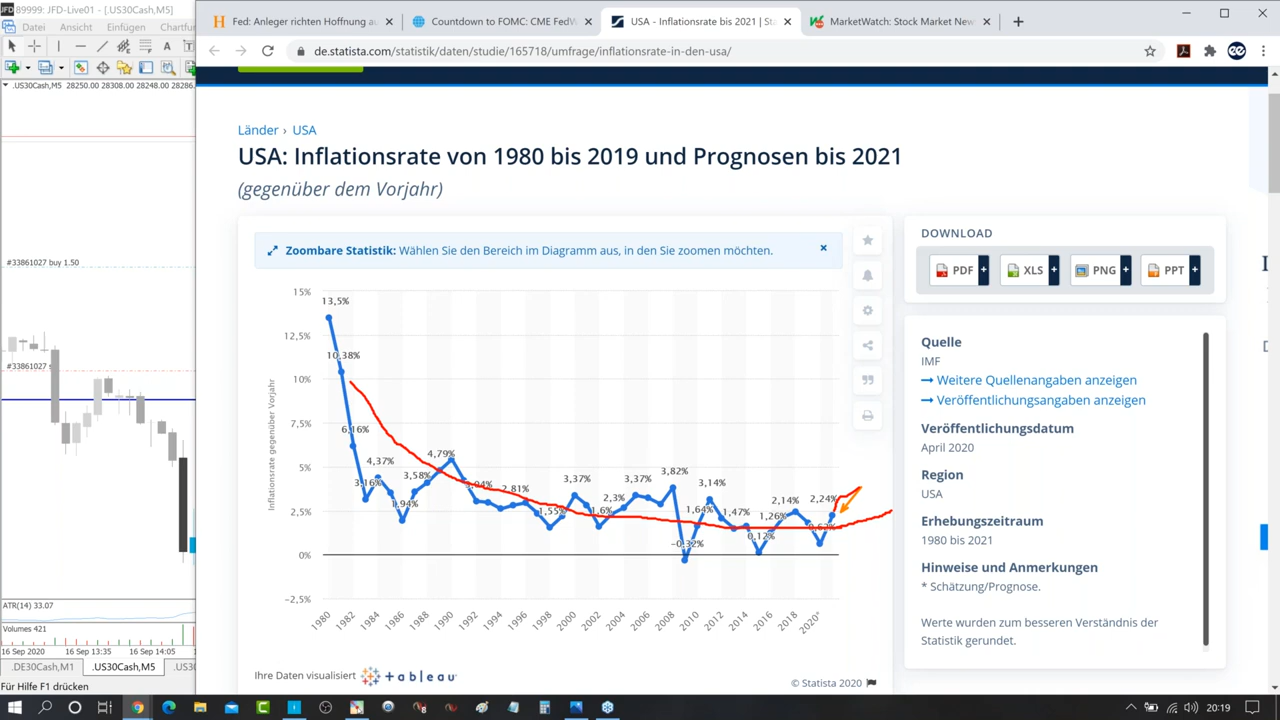 89999: JFD-Live01 - [.US30Cash,M5
Datei Ansicht Einfügen
.US30Cash,M5 28250.00 28308.00 28248.00 28286.
#33861027 buy 1.50
#33861027 s
ATR(14) 33.07
Volumes 421
16 Sep 2020 16 Sep 13:35 16 Sep 14:55
.DE30Cash,M1 .US30Cash,M5 .US30
Für Hilfe F1 drücken
Fed: Anleger richten Hoffnung au
Countdown to FOMC: CME FedW
USA - Inflationsrate bis 2021 | Sta
MarketWatch: Stock Market New
de.statista.com/statistik/daten/studie/165718/umfrage/inflationsrate-in-den-usa/
Länder › USA
USA: Inflationsrate von 1980 bis 2019 und Prognosen bis 2021
(gegenüber dem Vorjahr)
Zoombare Statistik: Wählen Sie den Bereich im Diagramm aus, in den Sie zoomen möchten.
Inflationsrate gegenüber Vorjahr
15%
12,5%
10%
7,5%
5%
2,5%
0%
−2,5%
13,5%
10,38%
6,16%
3,16%
4,37%
1,94%
3,58%
4,79%
2,81%
1,55%
3,37%
1,6%
2,3%
3,37%
3,82%
−0,32%
1,64%
3,14%
1,47%
0,12%
1,26%
2,14%
2,24%
1980 1982 1984 1986 1988 1990 1992 1994 1996 1998 2000 2002 2004 2006 2008 2010 2012 2014 2016 2018 2020*
Ihre Daten visualisiert +tableau
© Statista 2020
DOWNLOAD
PDF + XLS + PNG + PPT +
Quelle
IMF
Weitere Quellenangaben anzeigen
Veröffentlichungsangaben anzeigen
Veröffentlichungsdatum
April 2020
Region
USA
Erhebungszeitraum
1980 bis 2021
Hinweise und Anmerkungen
* Schätzung/Prognose.
Werte wurden zum besseren Verständnis der
Statistik gerundet.
20:19